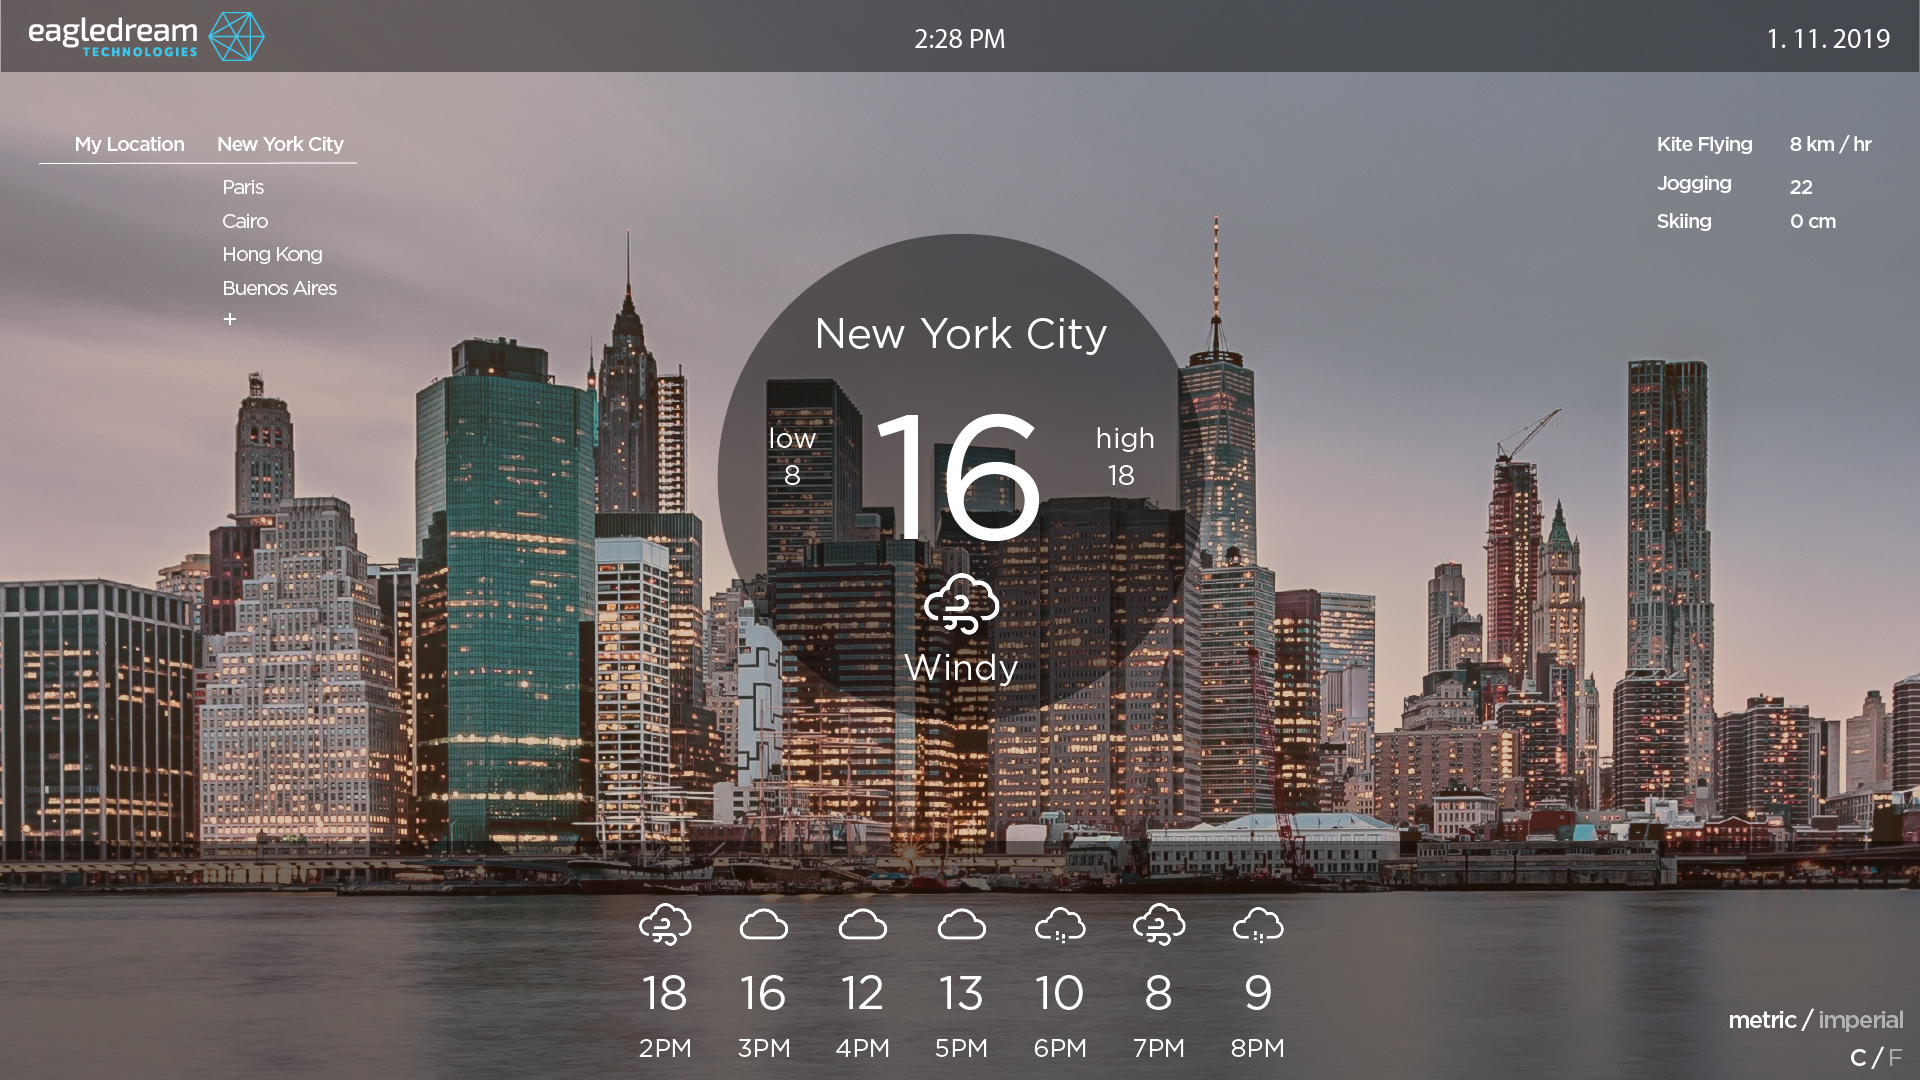 eagledream
TECHNOLOGIES
2:28 PM
1. 11. 2019
My Location New York City
Paris
Cairo
Hong Kong
Buenos Aires
+
Kite Flying 8 km / hr
Jogging 22
Skiing 0 cm
New York City
low
8
16
high
18
Windy
18 16 12 13 10 8 9
2PM 3PM 4PM 5PM 6PM 7PM 8PM
metric / imperial
C / F